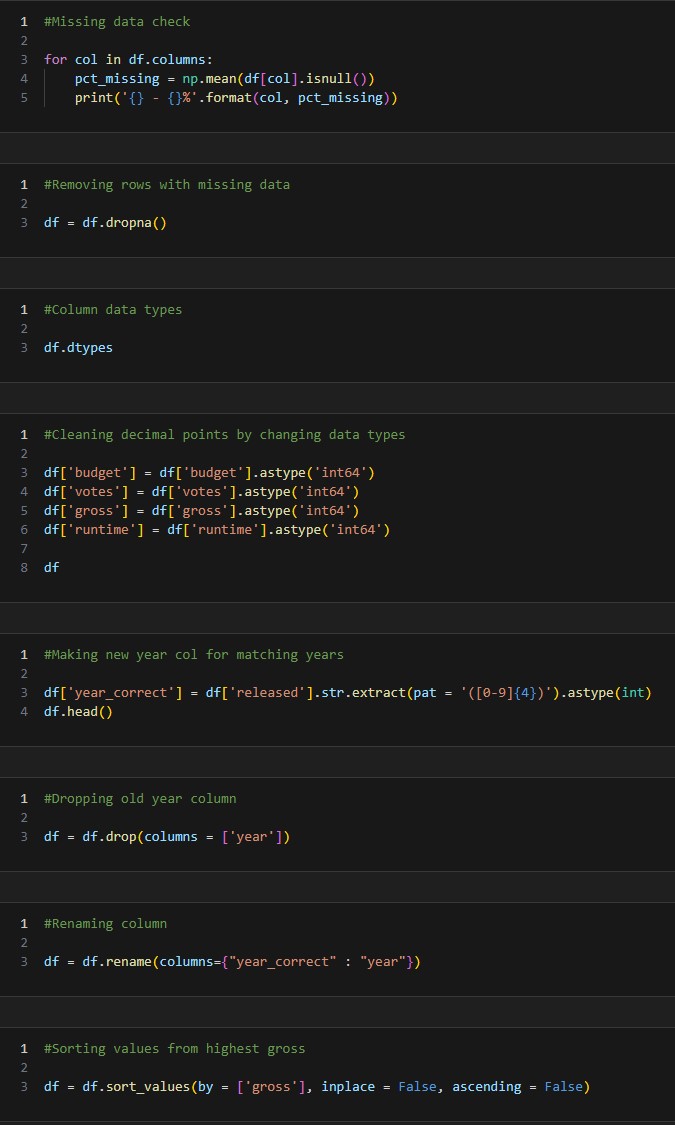 1 #Missing data check
2
3 for col in df.columns:
4     pct_missing = np.mean(df[col].isnull())
5     print('{} - {}%'.format(col, pct_missing))
1 #Removing rows with missing data
2
3 df = df.dropna()
1 #Column data types
2
3 df.dtypes
1 #Cleaning decimal points by changing data types
2
3 df['budget'] = df['budget'].astype('int64')
4 df['votes'] = df['votes'].astype('int64')
5 df['gross'] = df['gross'].astype('int64')
6 df['runtime'] = df['runtime'].astype('int64')
7
8 df
1 #Making new year col for matching years
2
3 df['year_correct'] = df['released'].str.extract(pat = '([0-9]{4})').astype(int)
4 df.head()
1 #Dropping old year column
2
3 df = df.drop(columns = ['year'])
1 #Renaming column
2
3 df = df.rename(columns={"year_correct" : "year"})
1 #Sorting values from highest gross
2
3 df = df.sort_values(by = ['gross'], inplace = False, ascending = False)